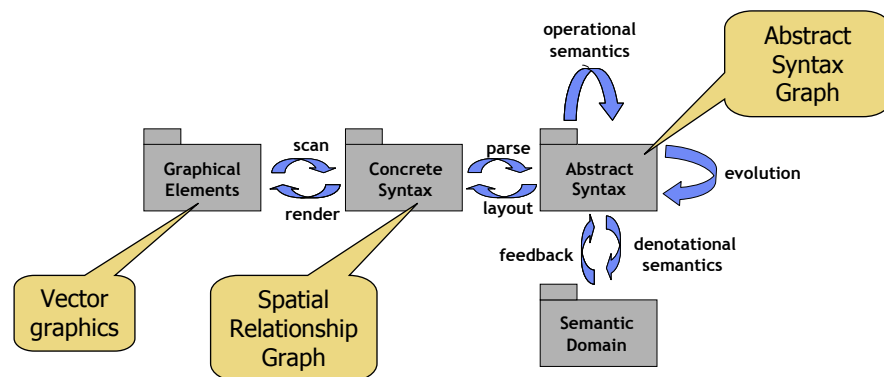 operational
semantics
Abstract
Syntax
Graph
scan
parse
Graphical
Elements
Concrete
Syntax
Abstract
Syntax
evolution
render
layout
feedback
denotational
semantics
Vector
graphics
Spatial
Relationship
Graph
Semantic
Domain